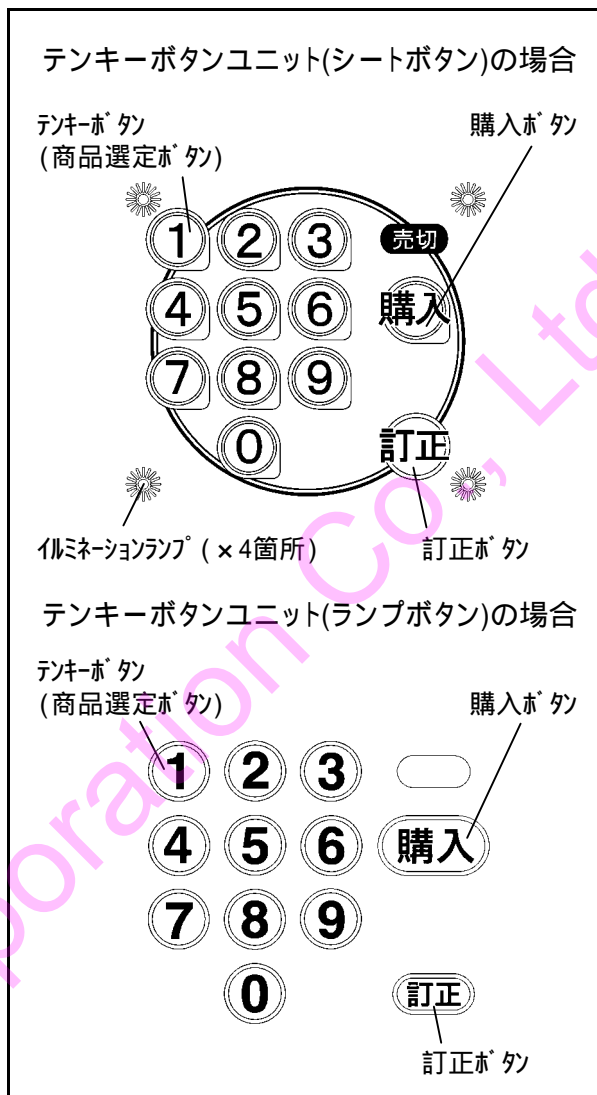 テンキーボタンユニット(シートボタン)の場合
ﾃﾝｷｰﾎﾞﾀﾝ
(商品選定ﾎﾞﾀﾝ)
購入ﾎﾞﾀﾝ
1 2 3 売切
4 5 6 購入
7 8 9
0 訂正
ｲﾙﾐﾈｰｼｮﾝﾗﾝﾌﾟ(×4箇所)
訂正ﾎﾞﾀﾝ
テンキーボタンユニット(ランプボタン)の場合
ﾃﾝｷｰﾎﾞﾀﾝ
(商品選定ﾎﾞﾀﾝ)
購入ﾎﾞﾀﾝ
1 2 3
4 5 6 購入
7 8 9
0 訂正
訂正ﾎﾞﾀﾝ
poration Co., Ltd